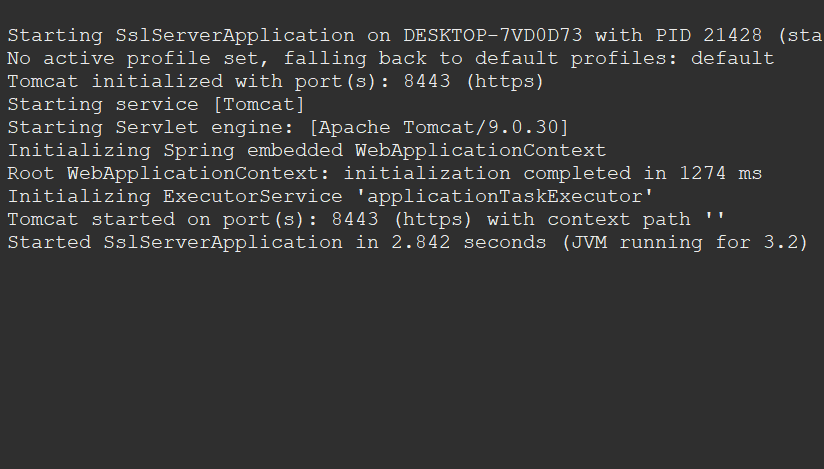 Starting SslServerApplication on DESKTOP-7VD0D73 with PID 21428 (sta
No active profile set, falling back to default profiles: default
Tomcat initialized with port(s): 8443 (https)
Starting service [Tomcat]
Starting Servlet engine: [Apache Tomcat/9.0.30]
Initializing Spring embedded WebApplicationContext
Root WebApplicationContext: initialization completed in 1274 ms
Initializing ExecutorService 'applicationTaskExecutor'
Tomcat started on port(s): 8443 (https) with context path ''
Started SslServerApplication in 2.842 seconds (JVM running for 3.2)